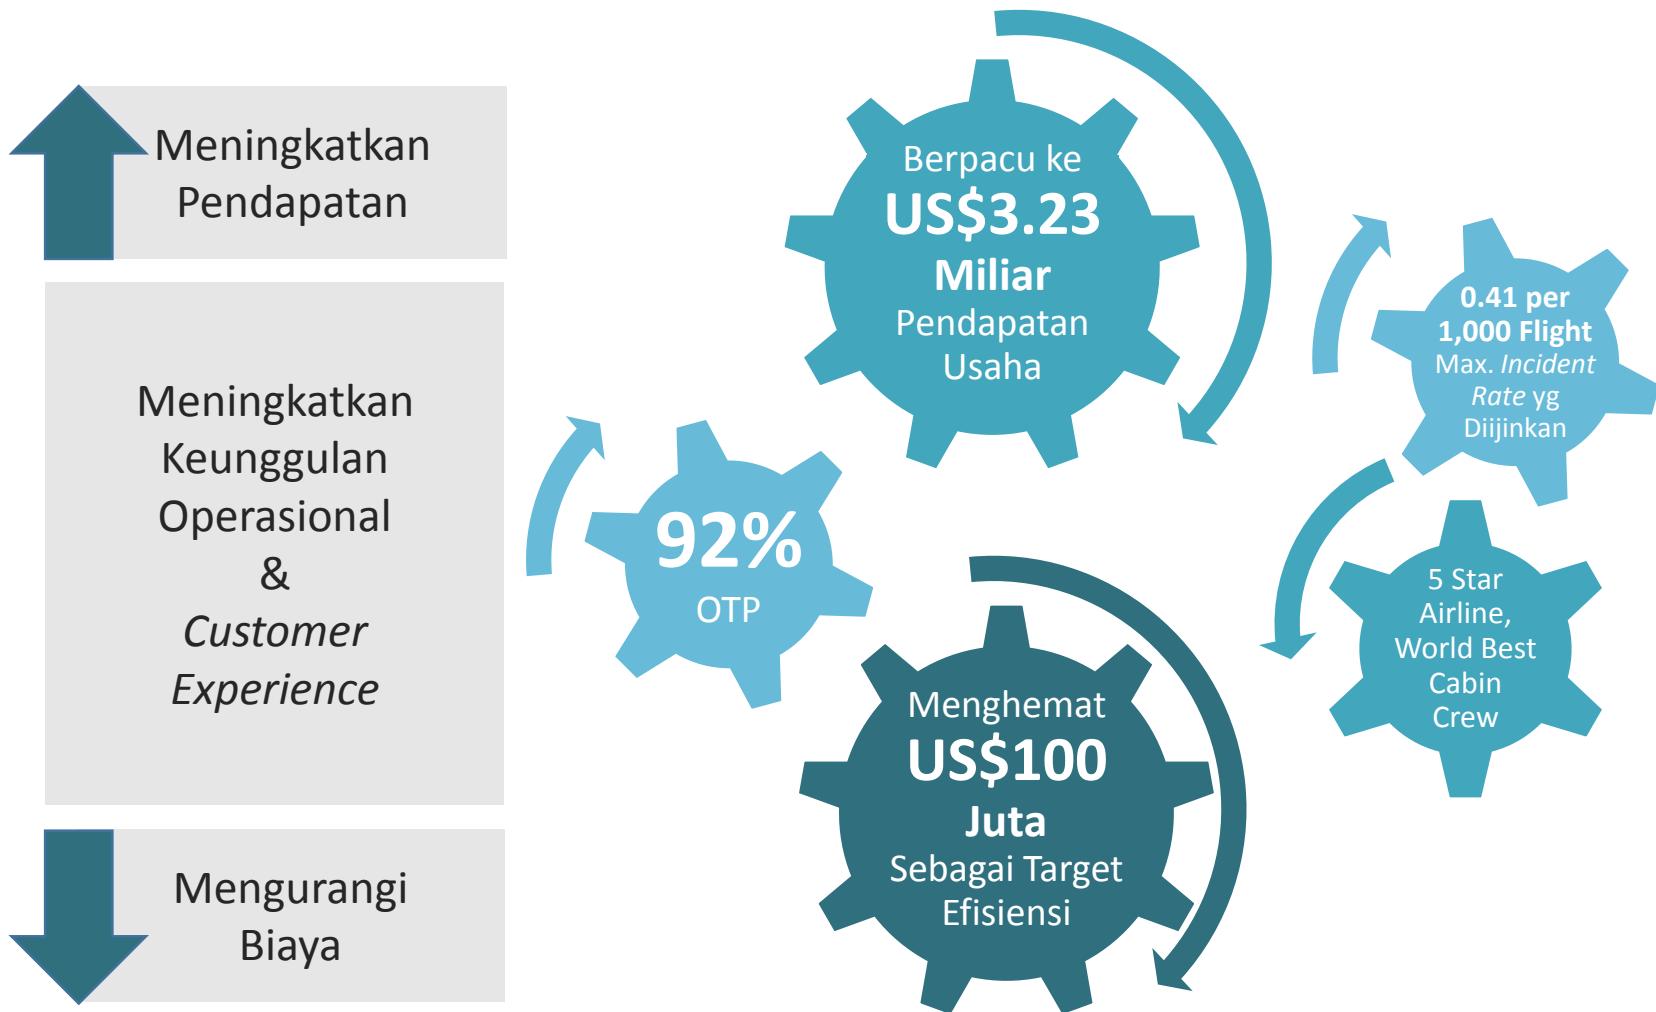 Meningkatkan
Pendapatan
Meningkatkan
Keunggulan
Operasional
&
Customer
Experience
Mengurangi
Biaya
Berpacu ke
US$3.23
Miliar
Pendapatan
Usaha
0.41 per
1,000 Flight
Max. Incident
Rate yg
Diijinkan
92%
OTP
5 Star
Airline,
World Best
Cabin
Crew
Menghemat
US$100
Juta
Sebagai Target
Efisiensi